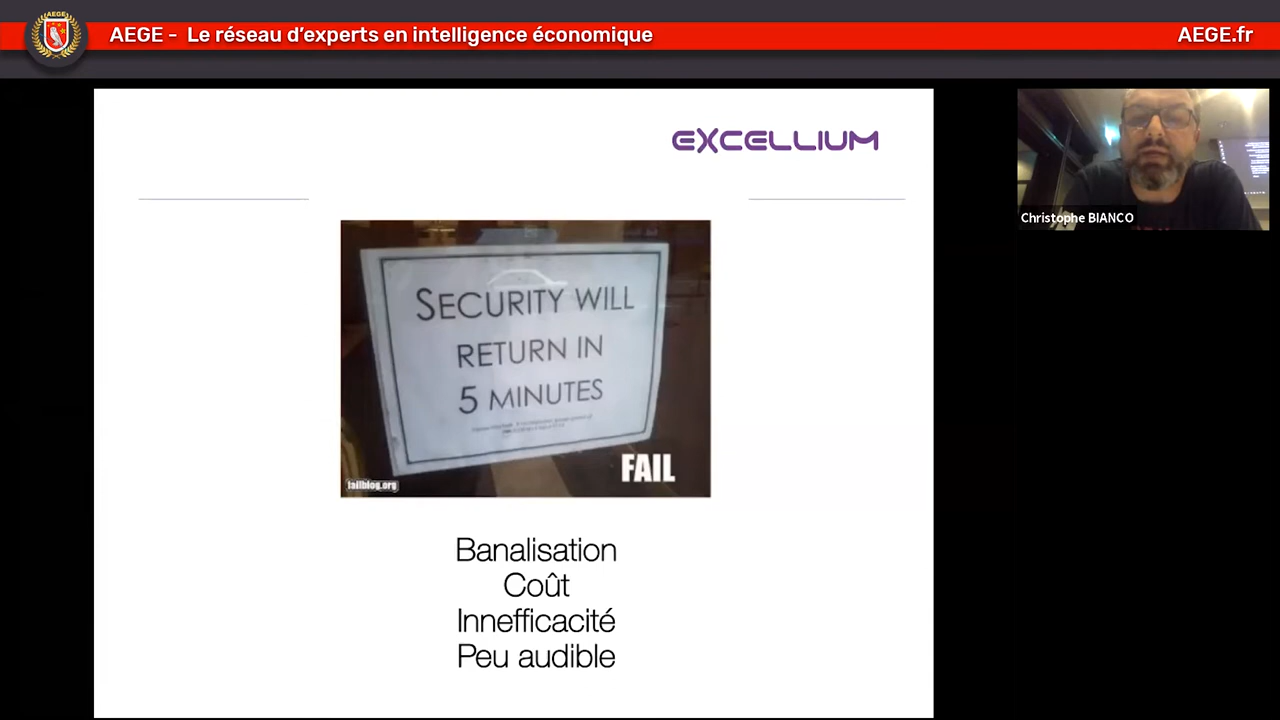 AEGE
AEGE - Le réseau d'experts en intelligence économique
AEGE.fr
EXCELLIUM
Christophe BIANCO
SECURITY WILL
RETURN IN
5 MINUTES
FAIL
failblog.org
Banalisation
Coût
Innefficacité
Peu audible